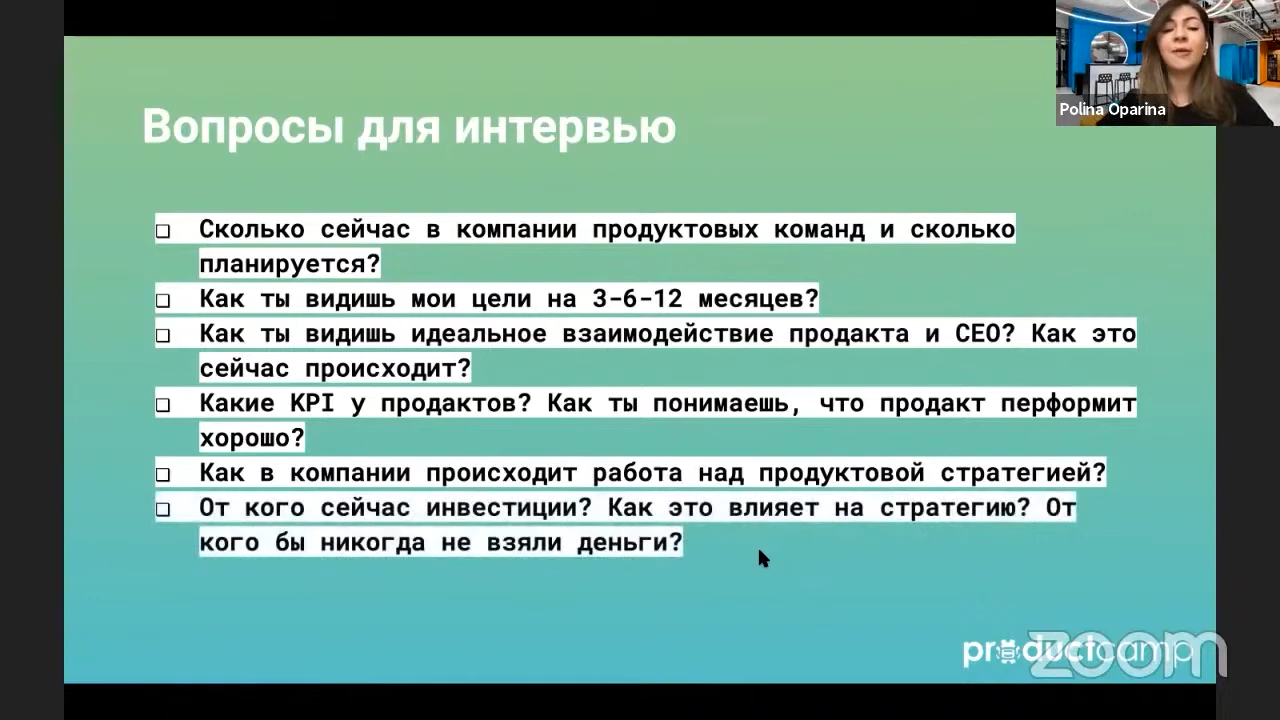 Polina Oparina
Вопросы для интервью
❏ Сколько сейчас в компании продуктовых команд и сколько
планируется?
❏ Как ты видишь мои цели на 3-6-12 месяцев?
❏ Как ты видишь идеальное взаимодействие продакта и CEO? Как это
сейчас происходит?
❏ Какие KPI у продактов? Как ты понимаешь, что продакт перформит
хорошо?
❏ Как в компании происходит работа над продуктовой стратегией?
❏ От кого сейчас инвестиции? Как это влияет на стратегию? От
кого бы никогда не взяли деньги?
productcamp
zoom